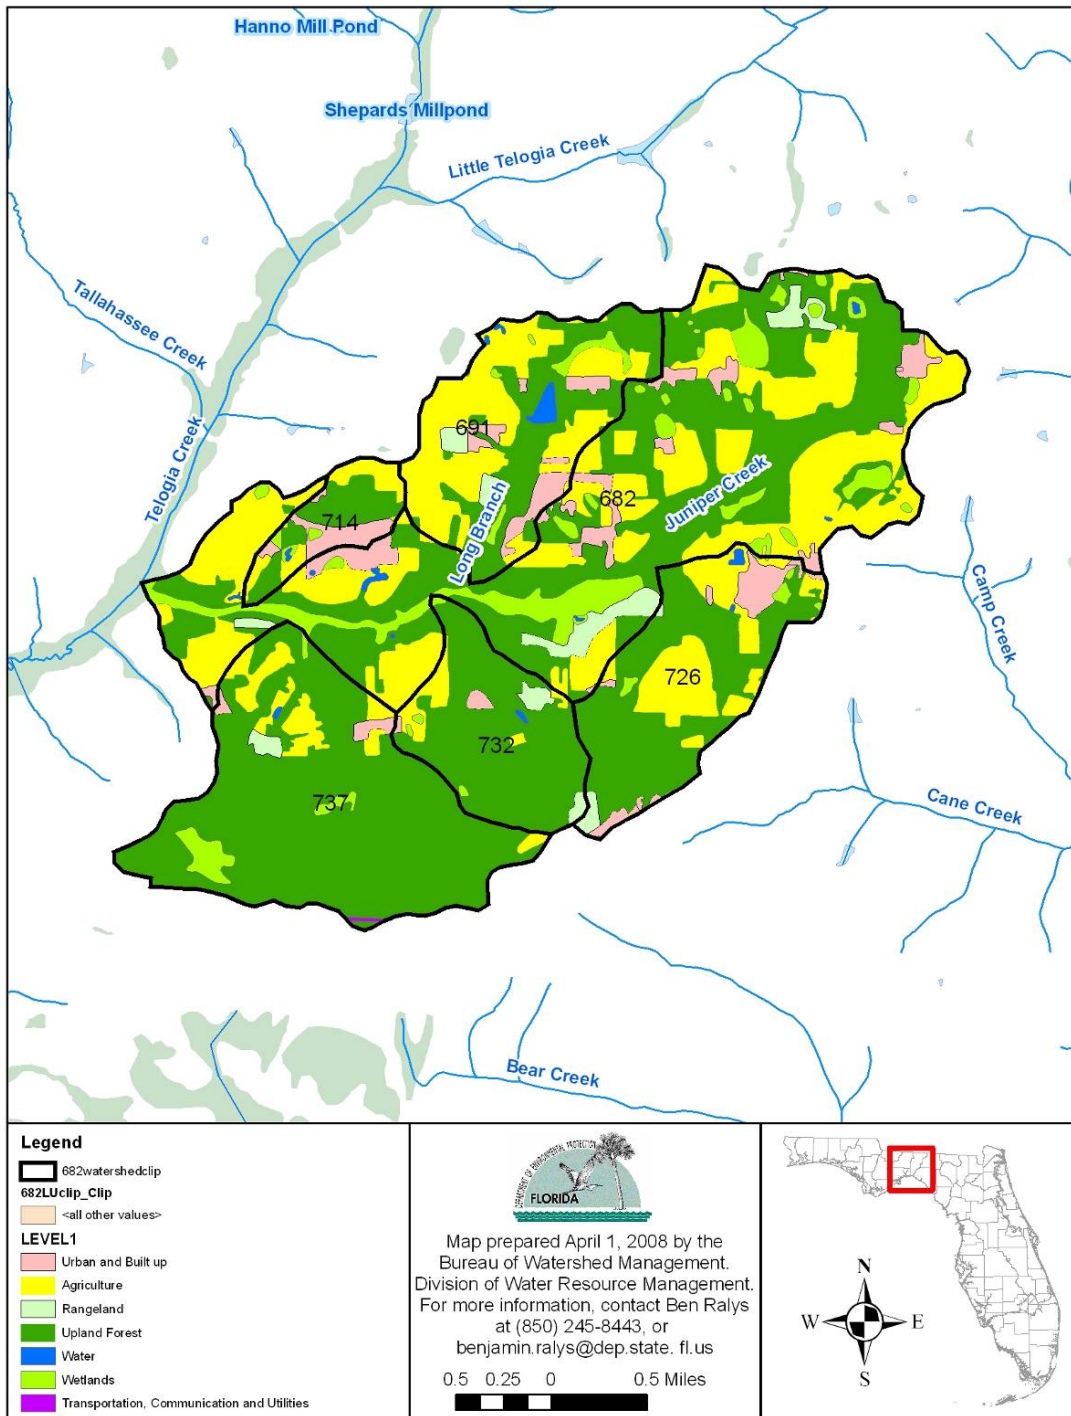 Hanno Mill Pond
Shepards Millpond
Little Telogia Creek
Tallahassee Creek
Telogia Creek
691
682
Juniper Creek
714
Long Branch
Camp Creek
726
732
737
Cane Creek
Bear Creek
Legend
682watershedclip
682LUclip_Clip
<all other values>
LEVEL1
Urban and Built up
Agriculture
Rangeland
Upland Forest
Water
Wetlands
Transportation, Communication and Utilities
DEPARTMENT OF ENVIRONMENTAL PROTECTION
FLORIDA
Map prepared April 1, 2008 by the
Bureau of Watershed Management.
Division of Water Resource Management.
For more information, contact Ben Ralys
at (850) 245-8443, or
benjamin.ralys@dep.state. fl.us
0.5 0.25 0 0.5 Miles
N
W E
S